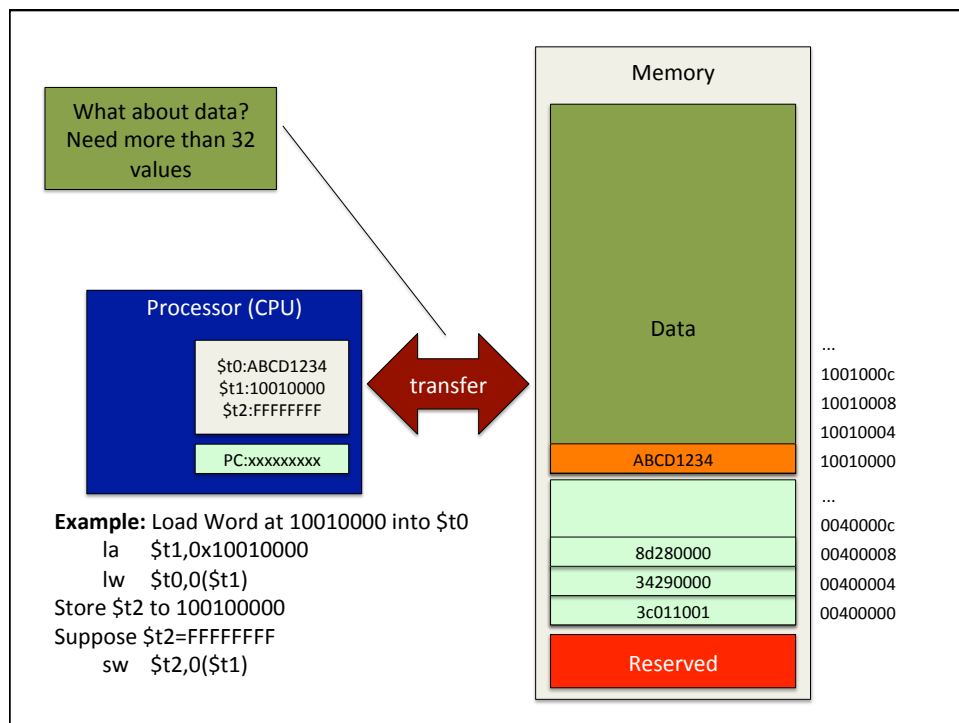 What about data?
Need more than 32
values
Processor (CPU)
$t0:ABCD1234
$t1:10010000
$t2:FFFFFFFF
PC:xxxxxxxxx
transfer
Example: Load Word at 10010000 into $t0
la $t1,0x10010000
lw $t0,0($t1)
Store $t2 to 100100000
Suppose $t2=FFFFFFFF
sw $t2,0($t1)
Memory
Data
...
1001000c
10010008
10010004
ABCD1234 10010000
...
0040000c
8d280000 00400008
34290000 00400004
3c011001 00400000
Reserved